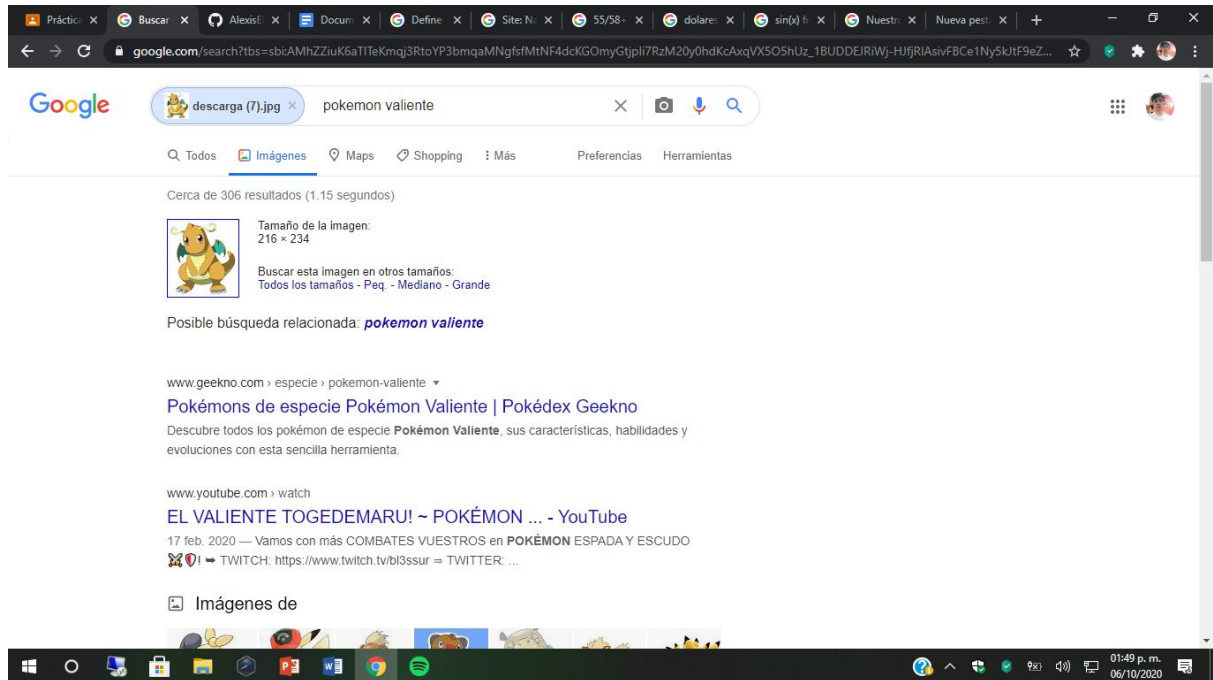 Práctic
Buscar
AlexisE
Docum
Define
Site: N
55/58÷
dolares
sin(x) fr
Nuestr
Nueva pest
google.com/search?tbs=sbi:
Google
descarga (7).jpg
pokemon valiente
Todos
Imágenes
Maps
Shopping
Más
Preferencias
Herramientas
Cerca de 306 resultados (1.15 segundos)
Tamaño de la imagen:
216 × 234
Buscar esta imagen en otros tamaños:
Todos los tamaños - Peq. - Mediano - Grande
Posible búsqueda relacionada: pokemon valiente
www.geekno.com › especie › pokemon-valiente
Pokémons de especie Pokémon Valiente | Pokédex Geekno
Descubre todos los pokémon de especie Pokémon Valiente, sus características, habilidades y
evoluciones con esta sencilla herramienta.
www.youtube.com › watch
EL VALIENTE TOGEDEMARU! ~ POKÉMON ... - YouTube
17 feb. 2020 — Vamos con más COMBATES VUESTROS en POKÉMON ESPADA Y ESCUDO
⚔️🛡️! ➥ TWITCH: https://www.twitch.tv/bl3ssur ⇒ TWITTER: ...
Imágenes de
01:49 p. m.
06/10/2020